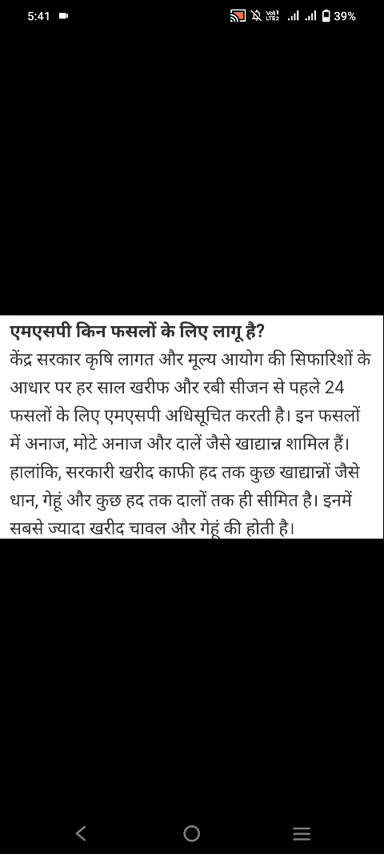 5:41
Vo)) LTE2 39%
एमएसपी किन फसलों के लिए लागू है?
केंद्र सरकार कृषि लागत और मूल्य आयोग की सिफारिशों के
आधार पर हर साल खरीफ और रबी सीजन से पहले 24
फसलों के लिए एमएसपी अधिसूचित करती है। इन फसलों
में अनाज, मोटे अनाज और दालें जैसे खाद्यान्न शामिल हैं।
हालांकि, सरकारी खरीद काफी हद तक कुछ खाद्यान्नों जैसे
धान, गेहूं और कुछ हद तक दालों तक ही सीमित है। इनमें
सबसे ज्यादा खरीद चावल और गेहूं की होती है।